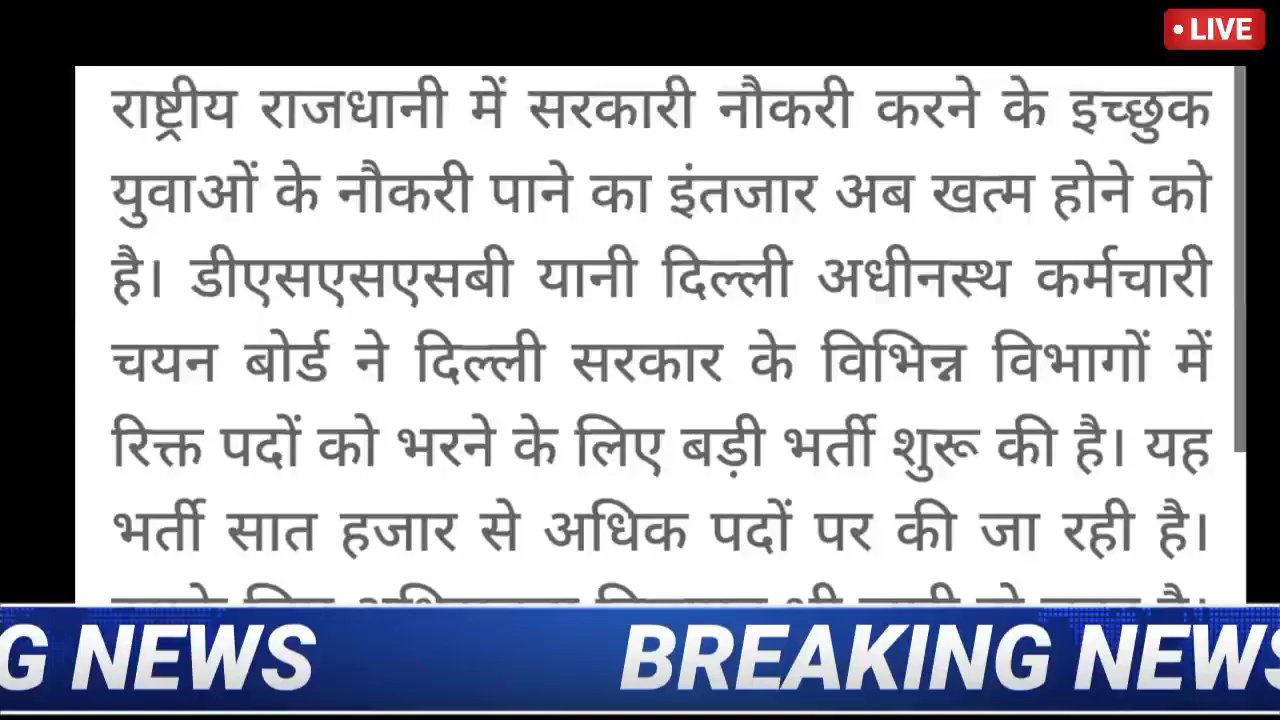 • LIVE
राष्ट्रीय राजधानी में सरकारी नौकरी करने के इच्छुक
युवाओं के नौकरी पाने का इंतजार अब खत्म होने को
है। डीएसएसएसबी यानी दिल्ली अधीनस्थ कर्मचारी
चयन बोर्ड ने दिल्ली सरकार के विभिन्न विभागों में
रिक्त पदों को भरने के लिए बड़ी भर्ती शुरू की है। यह
भर्ती सात हजार से अधिक पदों पर की जा रही है।
G NEWS BREAKING NEWS